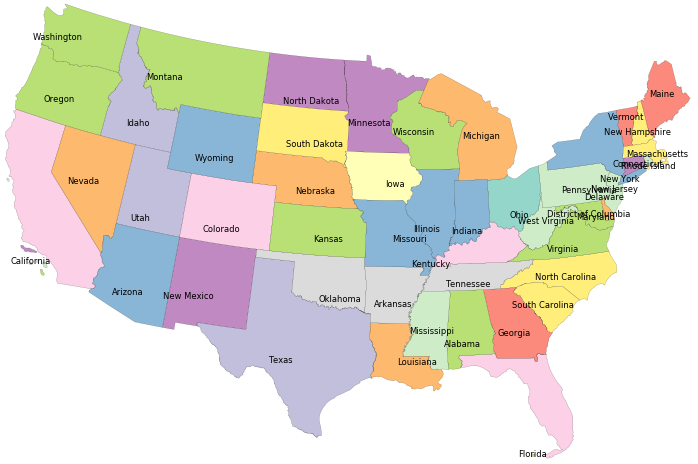 Washington
Montana
Oregon
Idaho
North Dakota
Minnesota
Wisconsin
Michigan
Maine
Vermont
New Hampshire
Massachusetts
Connecticut
Rhode Island
New York
Pennsylvania
New Jersey
Delaware
South Dakota
Wyoming
Nevada
Nebraska
Iowa
Utah
Colorado
Kansas
Missouri
Illinois
Indiana
Ohio
West Virginia
District of Columbia
Maryland
Virginia
California
Arizona
New Mexico
Oklahoma
Arkansas
Kentucky
Tennessee
North Carolina
South Carolina
Mississippi
Alabama
Georgia
Texas
Louisiana
Florida